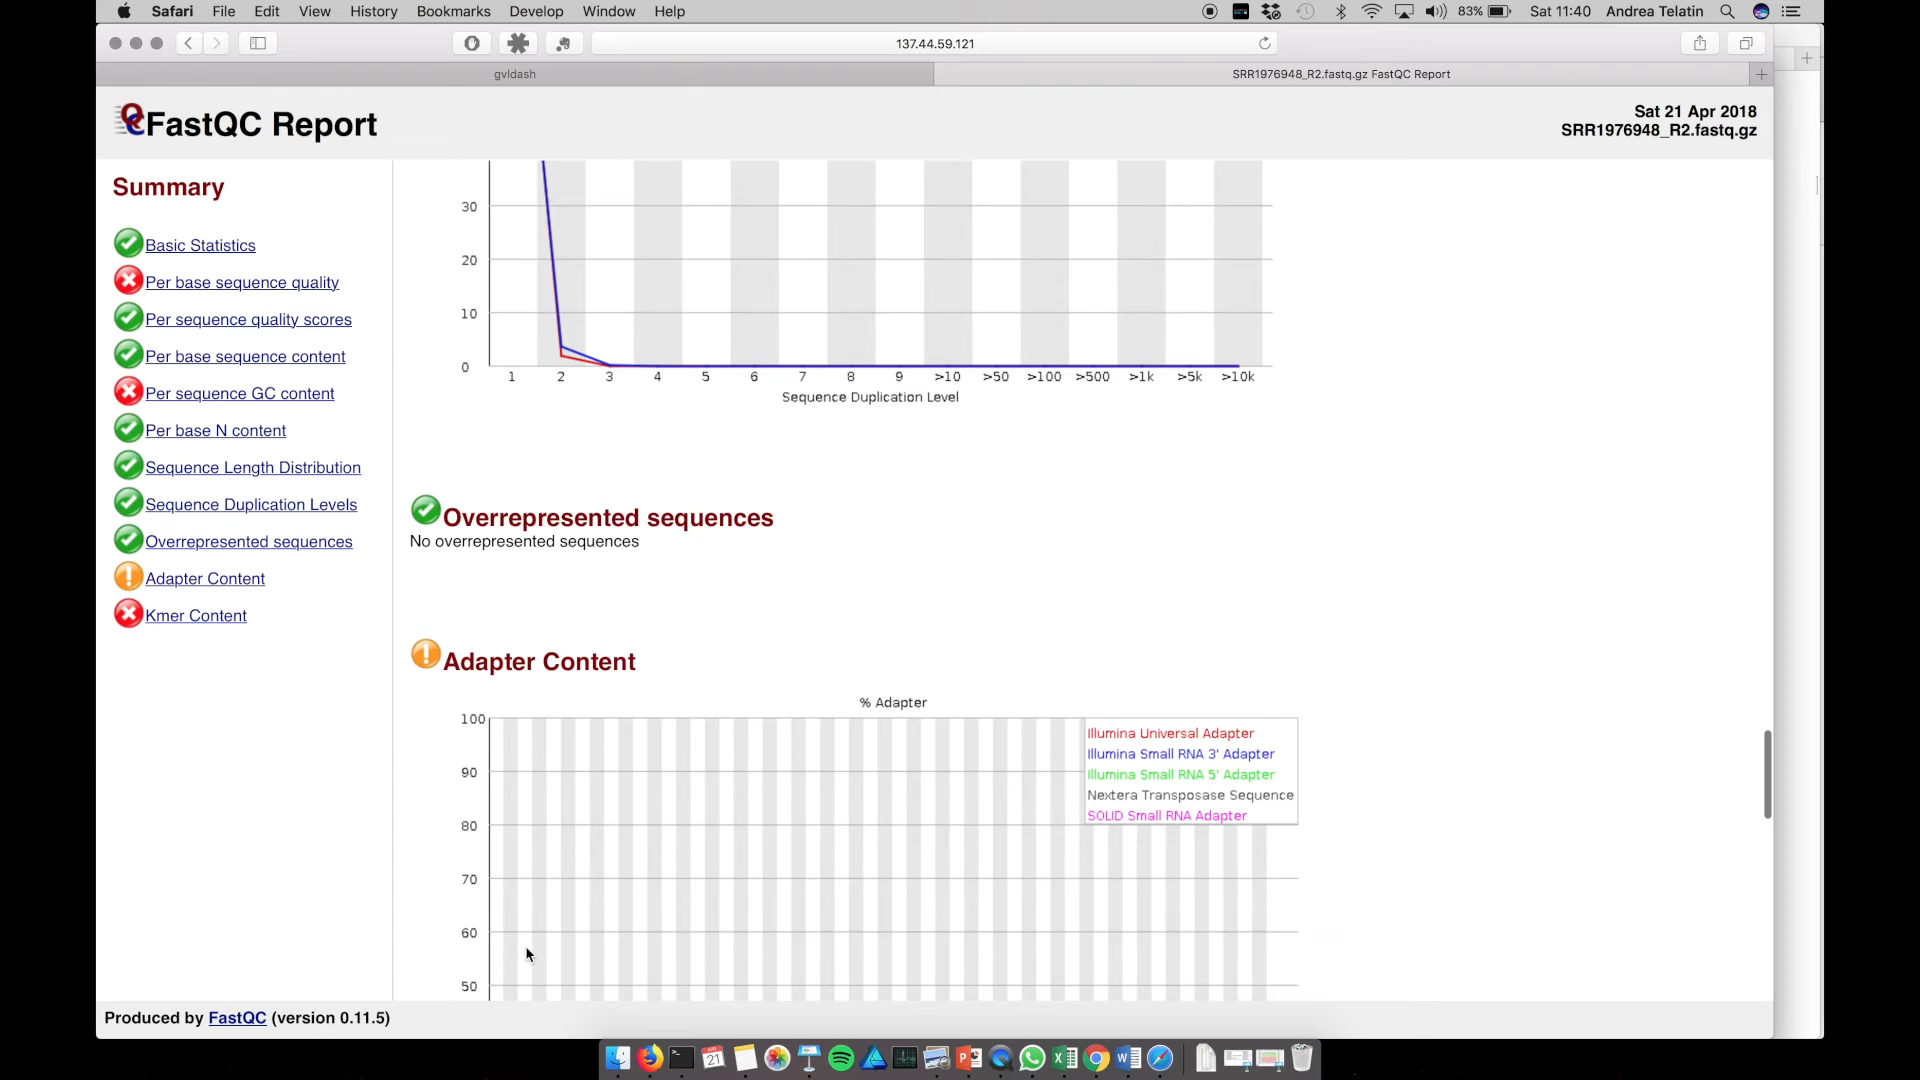 Safari File Edit View History Bookmarks Develop Window Help 83% Sat 11:40 Andrea Telatin
137.44.59.121
gvldash SRR1976948_R2.fastq.gz FastQC Report
FastQC Report
Sat 21 Apr 2018
SRR1976948_R2.fastq.gz
Summary
Basic Statistics
Per base sequence quality
Per sequence quality scores
Per base sequence content
Per sequence GC content
Per base N content
Sequence Length Distribution
Sequence Duplication Levels
Overrepresented sequences
Adapter Content
Kmer Content
30
20
10
0
1 2 3 4 5 6 7 8 9 >10 >50 >100 >500 >1k >5k >10k
Sequence Duplication Level
Overrepresented sequences
No overrepresented sequences
Adapter Content
% Adapter
100
90
80
70
60
50
Illumina Universal Adapter
Illumina Small RNA 3' Adapter
Illumina Small RNA 5' Adapter
Nextera Transposase Sequence
SOLID Small RNA Adapter
Produced by FastQC (version 0.11.5)
21